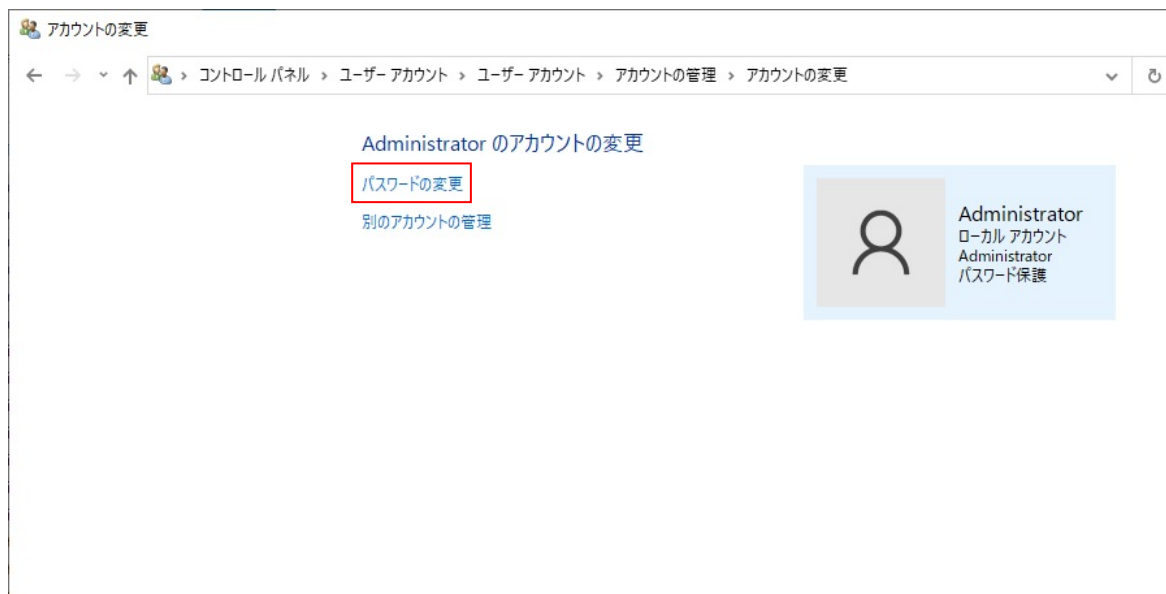 アカウントの変更
コントロール パネル › ユーザー アカウント › ユーザー アカウント › アカウントの管理 › アカウントの変更
Administrator のアカウントの変更
パスワードの変更
別のアカウントの管理
Administrator
ローカル アカウント
Administrator
パスワード保護